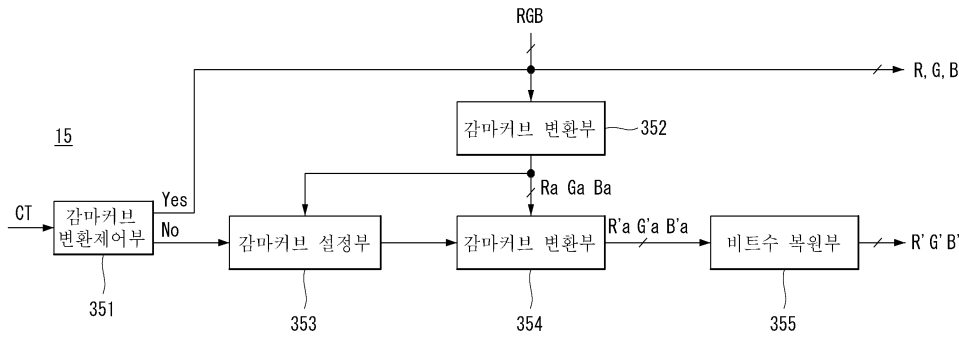 RGB
R, G, B
감마커브 변환부
352
15
Ra Ga Ba
CT
감마커브
변환제어부
Yes
No
351
감마커브 설정부
353
감마커브 변환부
354
R'a G'a B'a
비트수 복원부
355
R' G' B'